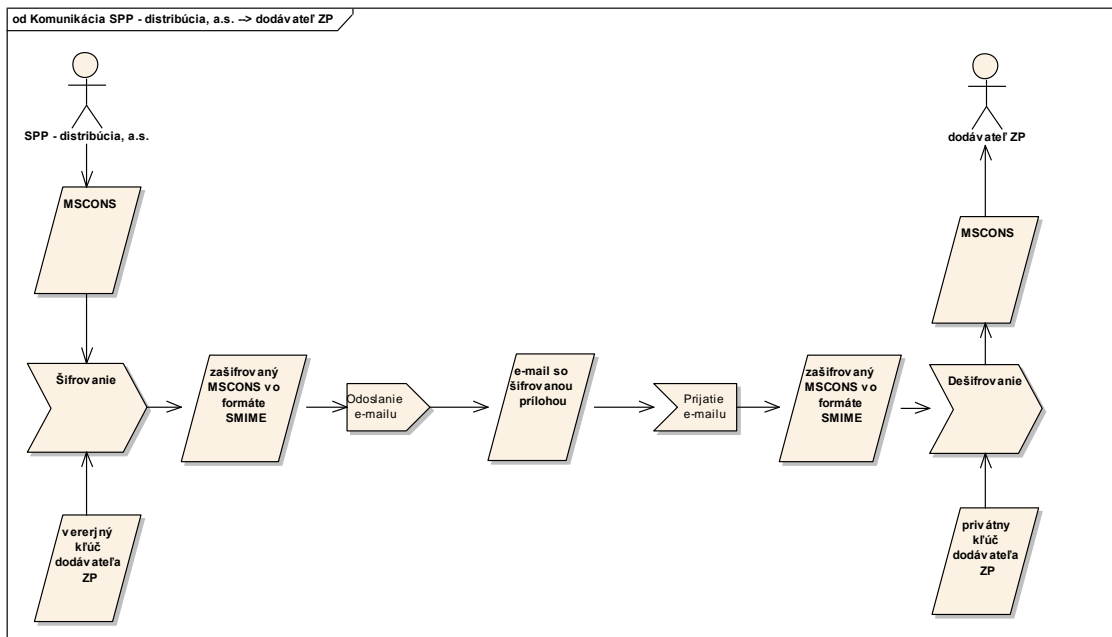 od Komunikácia SPP - distribúcia, a.s. --> dodávateľ ZP
SPP - distribúcia, a.s.
dodávateľ ZP
MSCONS
MSCONS
Šifrovanie
zašifrovaný
MSCONS vo
formáte
SMIME
Odoslanie
e-mailu
e-mail so
šifrovanou
prílohou
Prijatie
e-mailu
zašifrovaný
MSCONS vo
formáte
SMIME
Dešifrovanie
vererjný
kľúč
dodávateľa
ZP
privátny
kľúč
dodávateľa
ZP